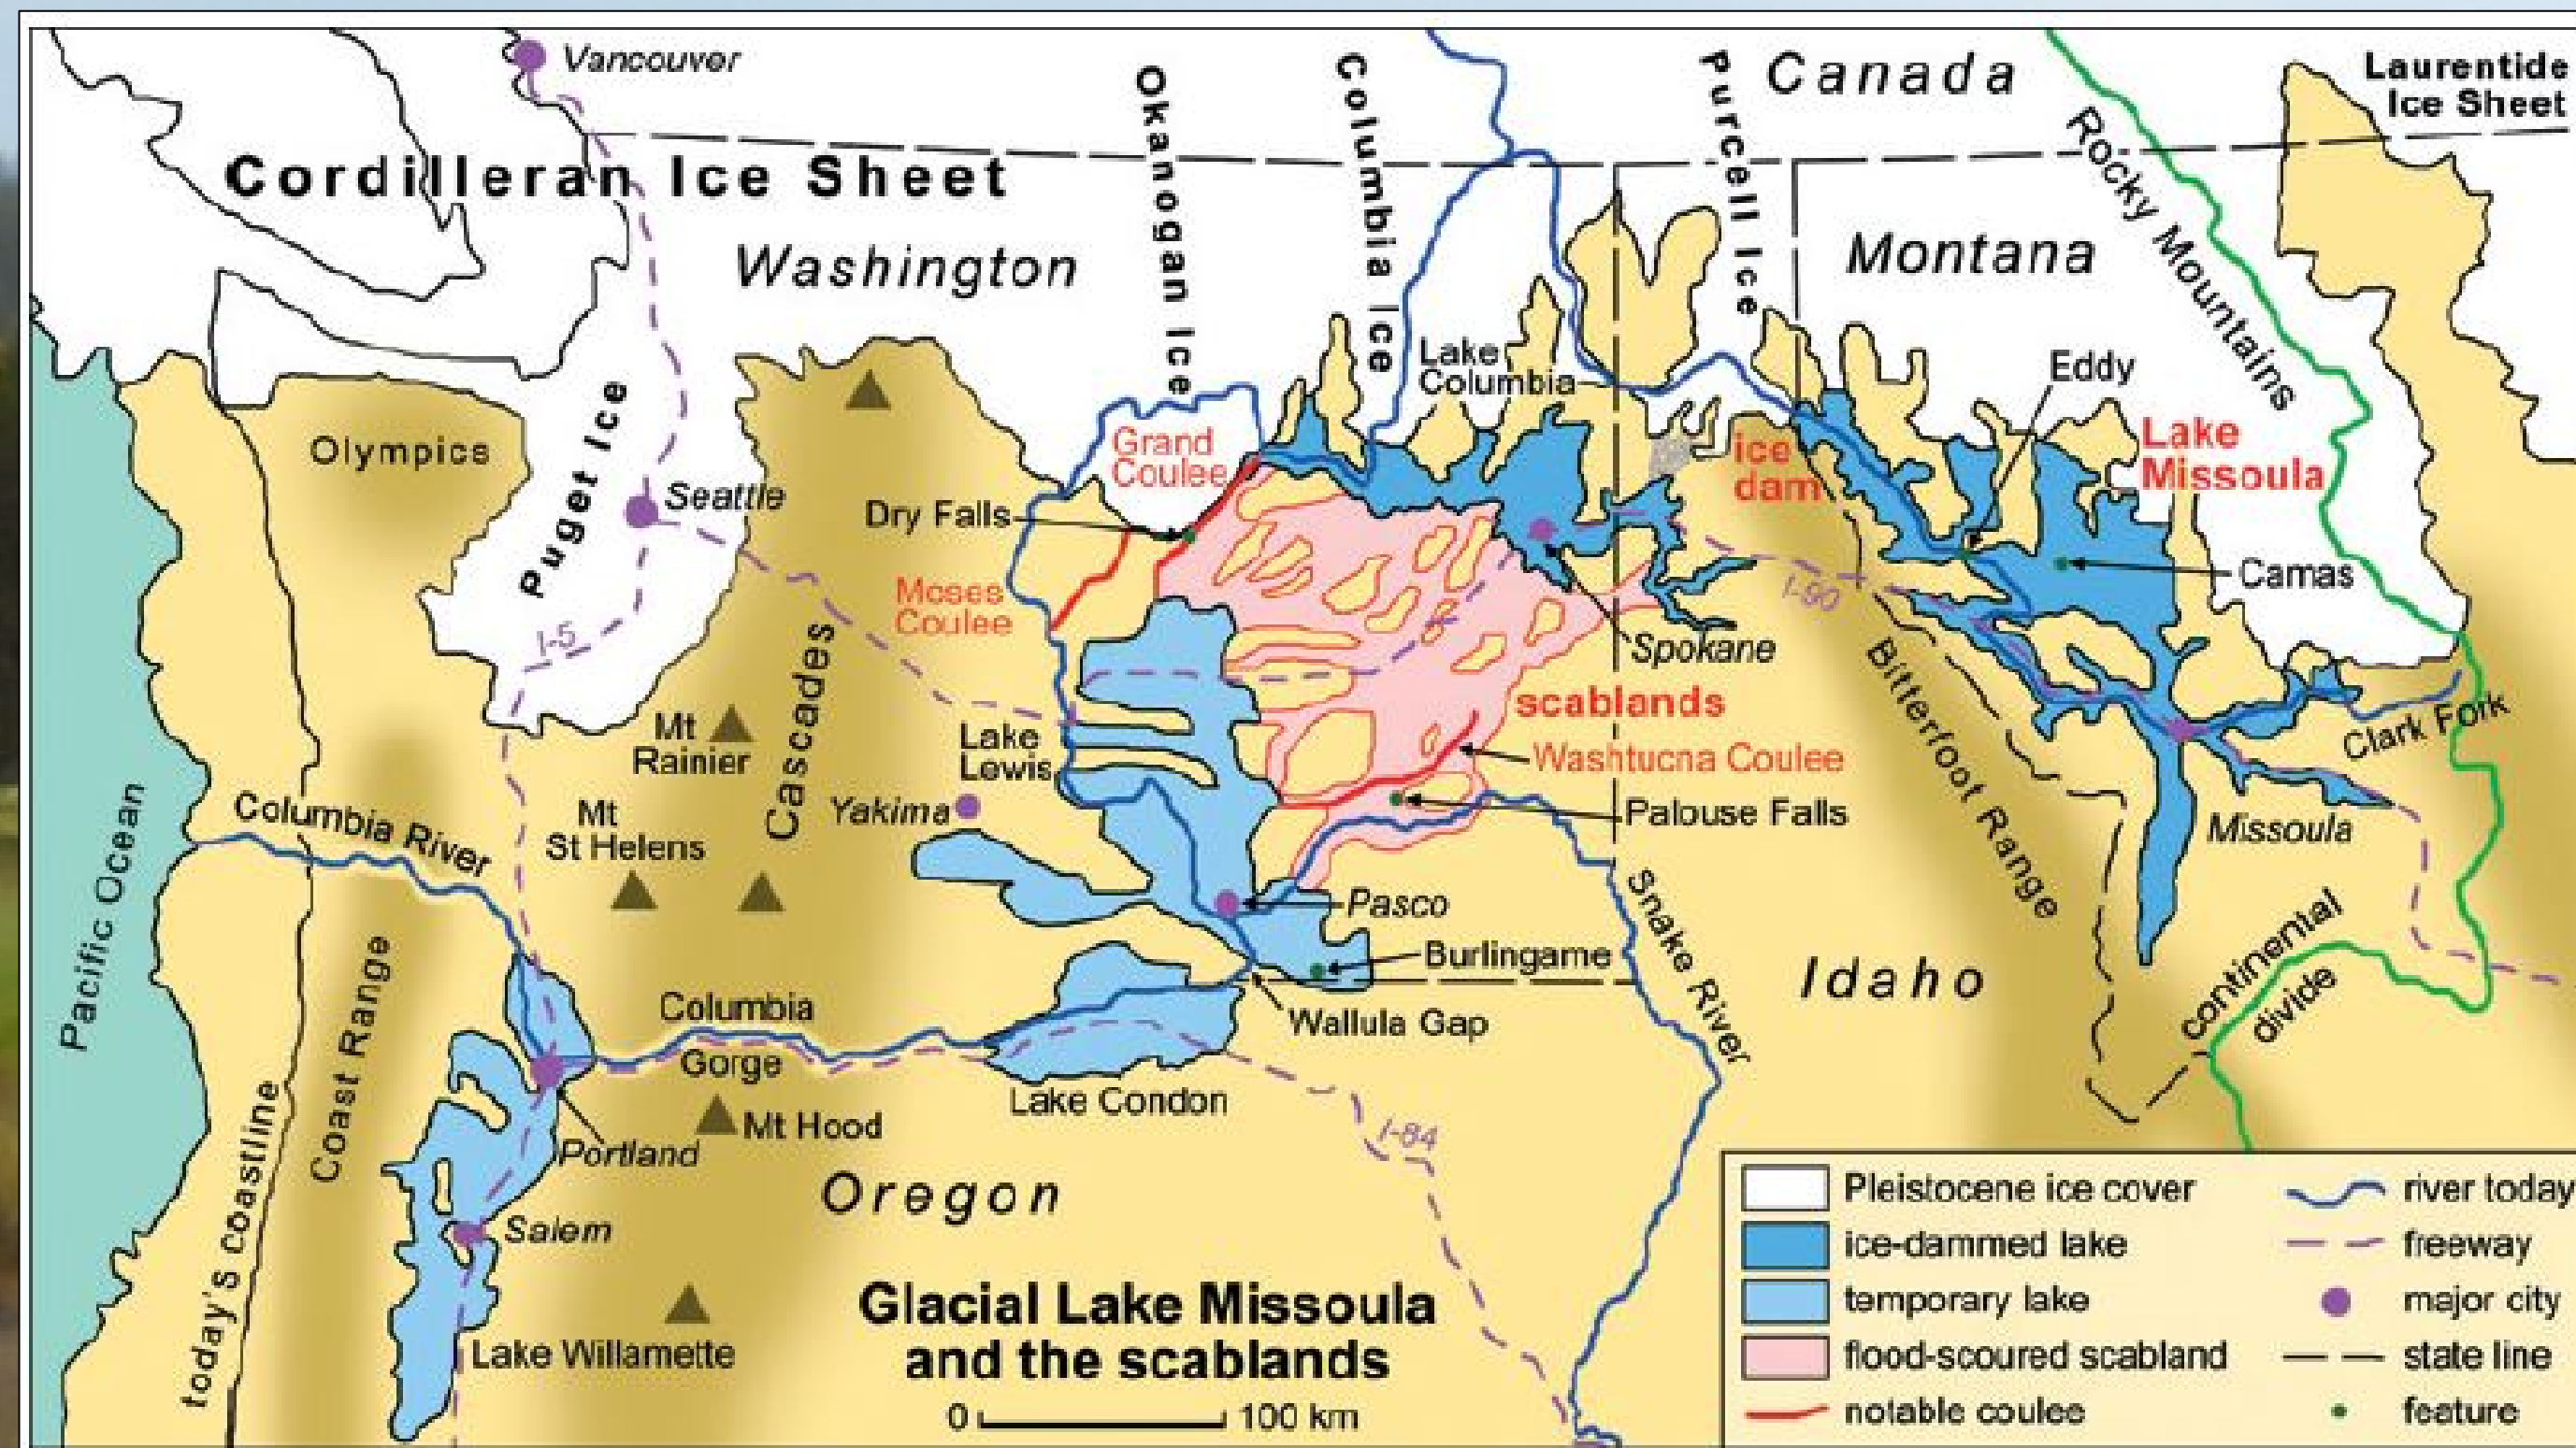 Vancouver
Okanogan Ice
Columbia Ice
Purcell Ice
Canada
Laurentide
Ice Sheet
Rocky Mountains
Cordilleran Ice Sheet
Washington
Montana
Lake
Columbia
Eddy
Olympics
Puget Ice
Grand
Coulee
ice
dam
Lake
Missoula
Seattle
Dry Falls
Moses
Coulee
I-90
Camas
I-5
Spokane
Cascades
Mt
Rainier
Lake
Lewis
scablands
Washtucna Coulee
Bitterroot Range
Clark Fork
Pacific Ocean
Columbia River
Mt
St Helens
Yakima
Palouse Falls
Missoula
Pasco
Snake River
Burlingame
Idaho
continental
divide
Coast Range
Columbia
Gorge
Wallula Gap
Lake Condon
today's coastline
Mt Hood
Portland
I-84
Oregon
Salem
Lake Willamette
Glacial Lake Missoula
and the scablands
0 100 km
Pleistocene ice cover
ice-dammed lake
temporary lake
flood-scoured scabland
notable coulee
river today
freeway
major city
state line
feature